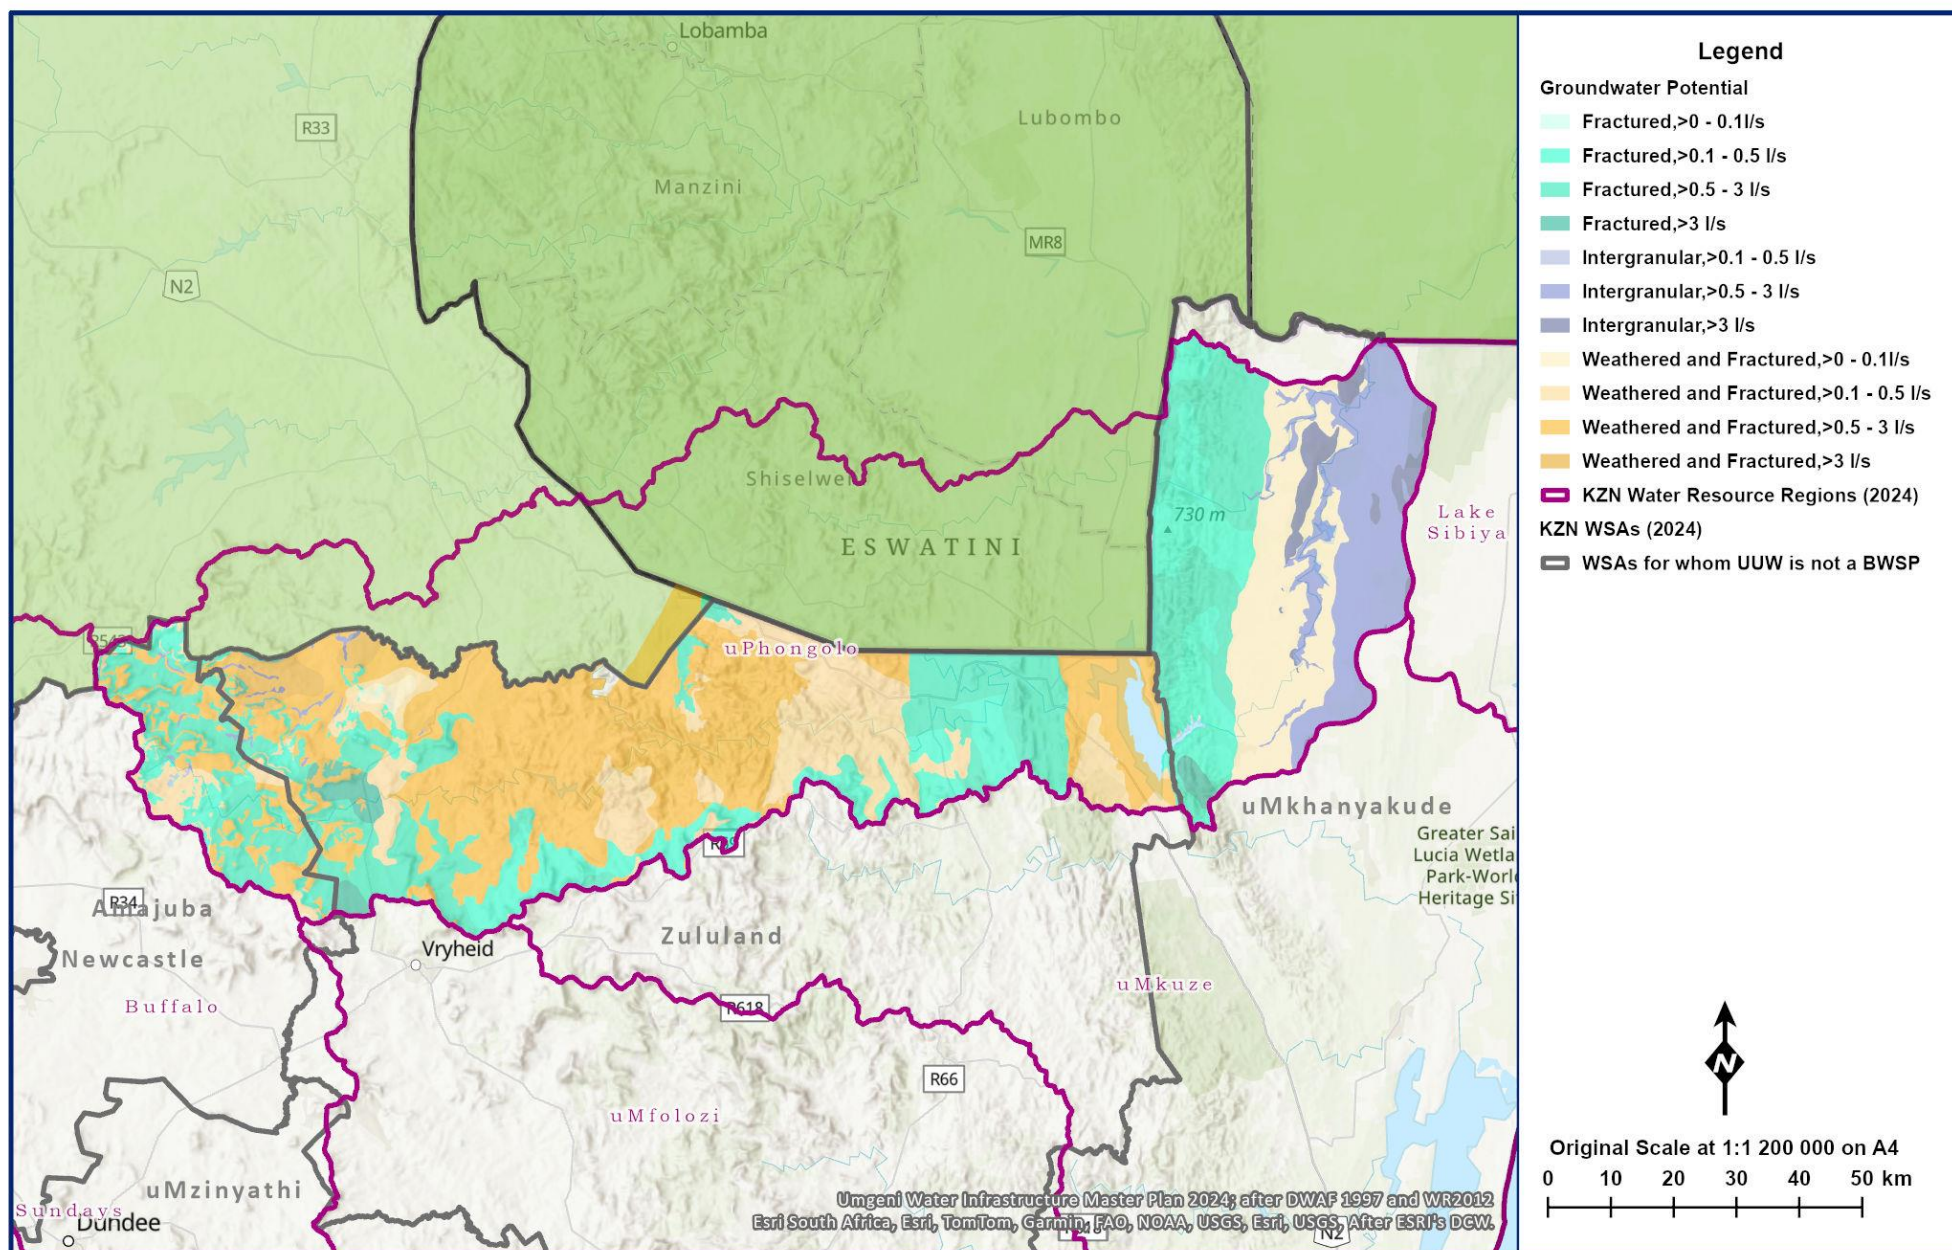 Lobamba
Lubombo
R33
Manzini
MR8
N2
Shiselwe
730 m
ESWATINI
Lake
Sibiya
R543
uPhongolo
uMkhanyakude
Greater Sai
Lucia Wetla
Park-Worl
Heritage Si
R34
Amajuba
Newcastle
Vryheid
Zululand
Buffalo
uMkuze
R618
R66
uMfolozi
uMzinyathi
Sundays
Dundee
N2
Umgeni Water Infrastructure Master Plan 2024; after DWAF 1997 and WR2012
Esri South Africa, Esri, TomTom, Garmin, FAO, NOAA, USGS, Esri, USGS, After ESRI's DCW.
Legend
Groundwater Potential
Fractured,>0 - 0.1l/s
Fractured,>0.1 - 0.5 l/s
Fractured,>0.5 - 3 l/s
Fractured,>3 l/s
Intergranular,>0.1 - 0.5 l/s
Intergranular,>0.5 - 3 l/s
Intergranular,>3 l/s
Weathered and Fractured,>0 - 0.1l/s
Weathered and Fractured,>0.1 - 0.5 l/s
Weathered and Fractured,>0.5 - 3 l/s
Weathered and Fractured,>3 l/s
KZN Water Resource Regions (2024)
KZN WSAs (2024)
WSAs for whom UUW is not a BWSP
N
Original Scale at 1:1 200 000 on A4
0 10 20 30 40 50 km